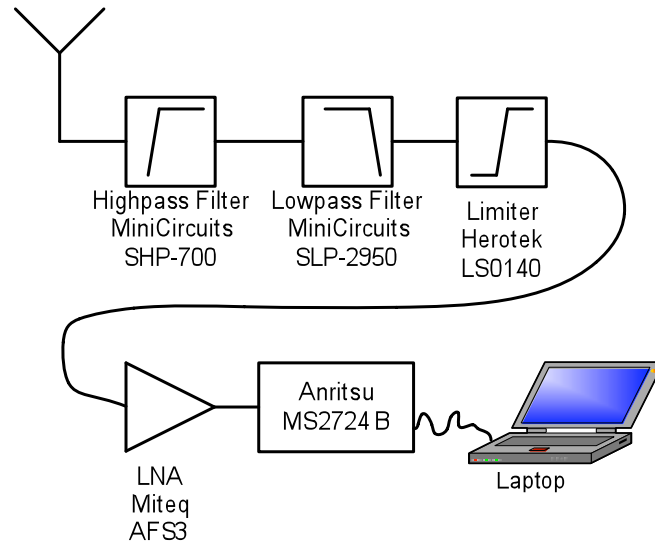 Highpass Filter
MiniCircuits
SHP-700
Lowpass Filter
MiniCircuits
SLP-2950
Limiter
Herotek
LS0140
LNA
Miteq
AFS3
Anritsu
MS2724 B
Laptop